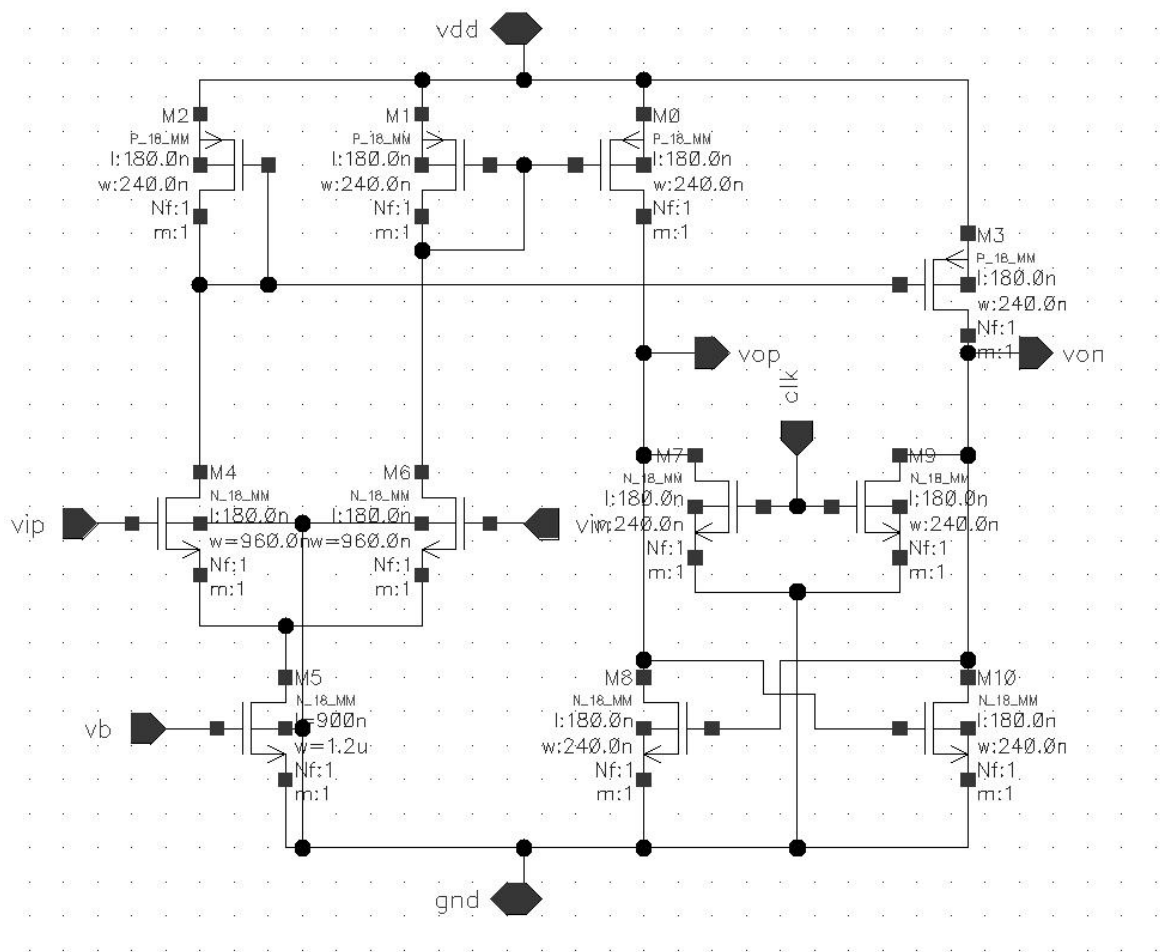 vdd
M2
P_18_MM
l:180.0n
w:240.0n
Nf:1
m:1
M1
P_18_MM
l:180.0n
w:240.0n
Nf:1
m:1
M0
P_18_MM
l:180.0n
w:240.0n
Nf:1
m:1
M3
P_18_MM
l:180.0n
w:240.0n
Nf:1
m:1
vop
von
clk
M4
N_18_MM
l:180.0n
w=960.0n
Nf:1
m:1
M6
N_18_MM
l:180.0n
w=960.0n
Nf:1
m:1
M7
N_18_MM
l:180.0n
w:240.0n
Nf:1
m:1
M9
N_18_MM
l:180.0n
w:240.0n
Nf:1
m:1
vip
M5
N_18_MM
l=900n
w=1.2u
Nf:1
m:1
M8
N_18_MM
l:180.0n
w:240.0n
Nf:1
m:1
M10
N_18_MM
l:180.0n
w:240.0n
Nf:1
m:1
vb
gnd